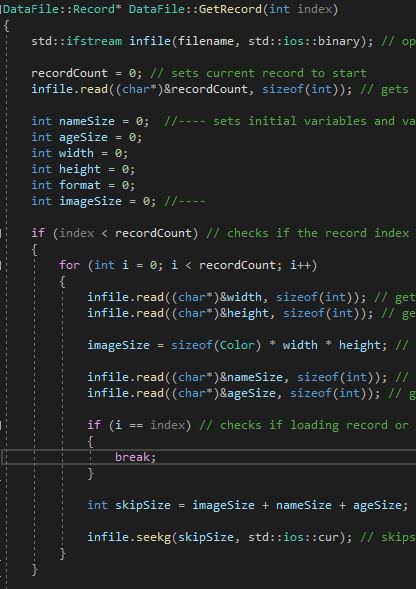 DataFile::Record* DataFile::GetRecord(int index)
{
std::ifstream infile(filename, std::ios::binary); // op
recordCount = 0; // sets current record to start
infile.read((char*)&recordCount, sizeof(int)); // gets
int nameSize = 0; //---- sets initial variables and va
int ageSize = 0;
int width = 0;
int height = 0;
int format = 0;
int imageSize = 0; //----
if (index < recordCount) // checks if the record index
{
for (int i = 0; i < recordCount; i++)
{
infile.read((char*)&width, sizeof(int)); // get
infile.read((char*)&height, sizeof(int)); // ge
imageSize = sizeof(Color) * width * height; //
infile.read((char*)&nameSize, sizeof(int)); //
infile.read((char*)&ageSize, sizeof(int)); // g
if (i == index) // checks if loading record or
{
break;
}
int skipSize = imageSize + nameSize + ageSize;
infile.seekg(skipSize, std::ios::cur); // skips
}
}